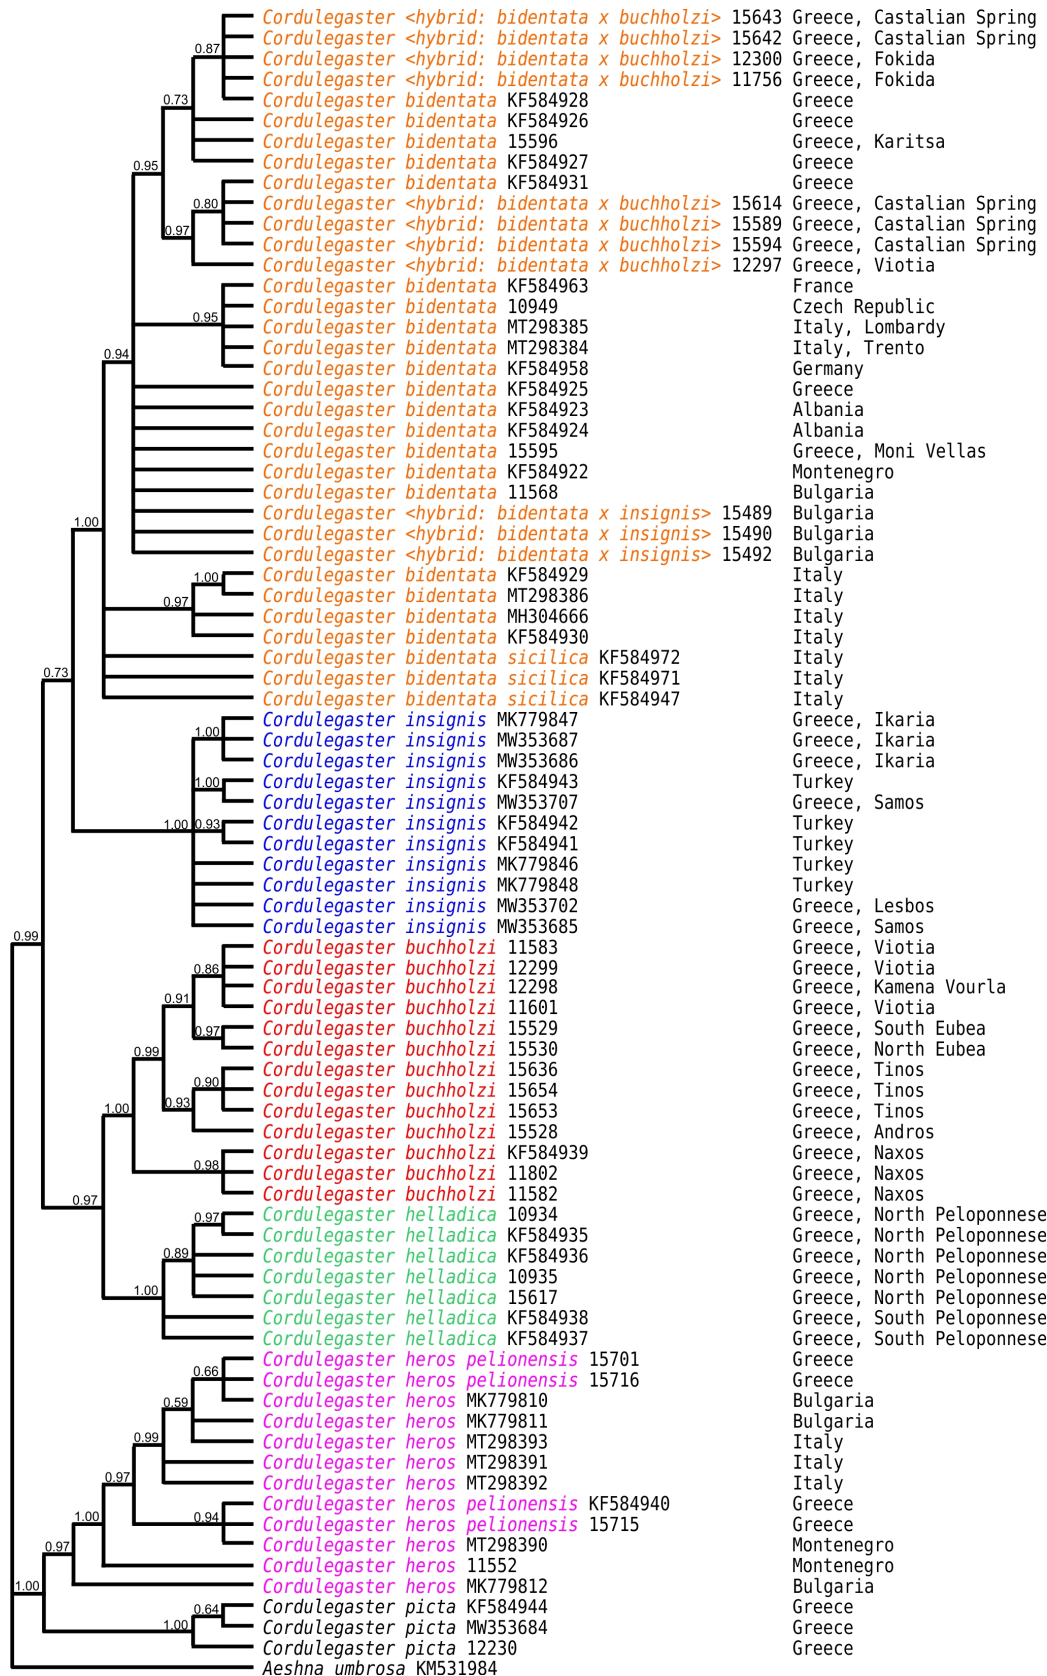 Cordulegaster <hybrid: bidentata x buchholzi> 15643 Greece, Castalian Spring
Cordulegaster <hybrid: bidentata x buchholzi> 15642 Greece, Castalian Spring
0.87 Cordulegaster <hybrid: bidentata x buchholzi> 12300 Greece, Fokida
Cordulegaster <hybrid: bidentata x buchholzi> 11756 Greece, Fokida
0.73 Cordulegaster bidentata KF584928 Greece
Cordulegaster bidentata KF584926 Greece
Cordulegaster bidentata 15596 Greece, Karitsa
0.95 Cordulegaster bidentata KF584927 Greece
Cordulegaster bidentata KF584931 Greece
0.80 Cordulegaster <hybrid: bidentata x buchholzi> 15614 Greece, Castalian Spring
Cordulegaster <hybrid: bidentata x buchholzi> 15589 Greece, Castalian Spring
0.97 Cordulegaster <hybrid: bidentata x buchholzi> 15594 Greece, Castalian Spring
Cordulegaster <hybrid: bidentata x buchholzi> 12297 Greece, Viotia
Cordulegaster bidentata KF584963 France
Cordulegaster bidentata 10949 Czech Republic
0.95 Cordulegaster bidentata MT298385 Italy, Lombardy
0.94 Cordulegaster bidentata MT298384 Italy, Trento
Cordulegaster bidentata KF584958 Germany
Cordulegaster bidentata KF584925 Greece
Cordulegaster bidentata KF584923 Albania
Cordulegaster bidentata KF584924 Albania
Cordulegaster bidentata 15595 Greece, Moni Vellas
Cordulegaster bidentata KF584922 Montenegro
Cordulegaster bidentata 11568 Bulgaria
Cordulegaster <hybrid: bidentata x insignis> 15489 Bulgaria
1.00 Cordulegaster <hybrid: bidentata x insignis> 15490 Bulgaria
Cordulegaster <hybrid: bidentata x insignis> 15492 Bulgaria
1.00 Cordulegaster bidentata KF584929 Italy
0.97 Cordulegaster bidentata MT298386 Italy
Cordulegaster bidentata MH304666 Italy
Cordulegaster bidentata KF584930 Italy
Cordulegaster bidentata sicilica KF584972 Italy
0.73 Cordulegaster bidentata sicilica KF584971 Italy
Cordulegaster bidentata sicilica KF584947 Italy
Cordulegaster insignis MK779847 Greece, Ikaria
1.00 Cordulegaster insignis MW353687 Greece, Ikaria
Cordulegaster insignis MW353686 Greece, Ikaria
1.00 Cordulegaster insignis KF584943 Turkey
Cordulegaster insignis MW353707 Greece, Samos
1.00 0.93 Cordulegaster insignis KF584942 Turkey
Cordulegaster insignis KF584941 Turkey
Cordulegaster insignis MK779846 Turkey
Cordulegaster insignis MK779848 Turkey
Cordulegaster insignis MW353702 Greece, Lesbos
Cordulegaster insignis MW353685 Greece, Samos
0.99 Cordulegaster buchholzi 11583 Greece, Viotia
0.86 Cordulegaster buchholzi 12299 Greece, Viotia
0.91 Cordulegaster buchholzi 12298 Greece, Kamena Vourla
Cordulegaster buchholzi 11601 Greece, Viotia
0.97 Cordulegaster buchholzi 15529 Greece, South Eubea
0.99 Cordulegaster buchholzi 15530 Greece, North Eubea
Cordulegaster buchholzi 15636 Greece, Tinos
0.90 Cordulegaster buchholzi 15654 Greece, Tinos
1.00 0.93 Cordulegaster buchholzi 15653 Greece, Tinos
Cordulegaster buchholzi 15528 Greece, Andros
Cordulegaster buchholzi KF584939 Greece, Naxos
0.98 Cordulegaster buchholzi 11802 Greece, Naxos
Cordulegaster buchholzi 11582 Greece, Naxos
0.97 0.97 Cordulegaster helladica 10934 Greece, North Peloponnese
Cordulegaster helladica KF584935 Greece, North Peloponnese
0.89 Cordulegaster helladica KF584936 Greece, North Peloponnese
Cordulegaster helladica 10935 Greece, North Peloponnese
1.00 Cordulegaster helladica 15617 Greece, North Peloponnese
Cordulegaster helladica KF584938 Greece, South Peloponnese
Cordulegaster helladica KF584937 Greece, South Peloponnese
Cordulegaster heros pelionensis 15701 Greece
0.66 Cordulegaster heros pelionensis 15716 Greece
0.59 Cordulegaster heros MK779810 Bulgaria
Cordulegaster heros MK779811 Bulgaria
0.99 Cordulegaster heros MT298393 Italy
Cordulegaster heros MT298391 Italy
0.97 Cordulegaster heros MT298392 Italy
Cordulegaster heros pelionensis KF584940 Greece
1.00 0.94 Cordulegaster heros pelionensis 15715 Greece
0.97 Cordulegaster heros MT298390 Montenegro
Cordulegaster heros 11552 Montenegro
1.00 Cordulegaster heros MK779812 Bulgaria
0.64 Cordulegaster picta KF584944 Greece
1.00 Cordulegaster picta MW353684 Greece
Cordulegaster picta 12230 Greece
Aeshna umbrosa KM531984